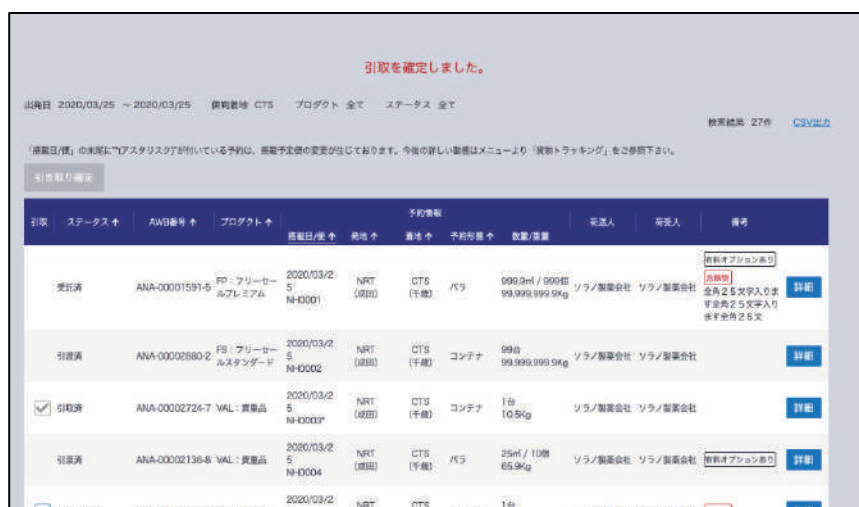 引取を確定しました。
出発日 2020/03/25 ~ 2020/03/25 貨物着地 CTS プロダクト 全て ステータス 全て
検索結果 27件 CSV出力
「搭載日/便」の末尾に"*(アスタリスク)"が付いている予約は、搭載予定便の変更が生じております。今後の詳しい動態はメニューより「貨物トラッキング」をご参照下さい。
引き取り確定
予約情報
引取 ステータス↑ AWB番号↑ プロダクト↑ 荷送人 荷受人 備考
搭載日/便↑ 発地↑ 着地↑ 予約形態↑ 数量/重量
有料オプションあり
受託済 ANA-00001591-5 FP:フリーセールプレミアム 2020/03/25 NH0001 NRT (成田) CTS (千歳) バラ 999.9㎥ / 999個 99,999,999.9Kg ソラノ製薬会社 ソラノ製薬会社 危険物 全角25文字入ります全角25文字入ります全角25文 詳細
引渡済 ANA-00002880-2 FS:フリーセールスタンダード 2020/03/25 NH0002 NRT (成田) CTS (千歳) コンテナ 99台 99,999,999.9Kg ソラノ製薬会社 ソラノ製薬会社 詳細
引取済 ANA-00002724-7 VAL:貴重品 2020/03/25 NH0003* NRT (成田) CTS (千歳) コンテナ 1台 10.5Kg ソラノ製薬会社 ソラノ製薬会社 詳細
引渡済 ANA-00002136-8 VAL:貴重品 2020/03/25 NH0004 NRT (成田) CTS (千歳) バラ 25㎥ / 10個 65.9Kg ソラノ製薬会社 ソラノ製薬会社 有料オプションあり 詳細
2020/03/2 NRT CTS 1台